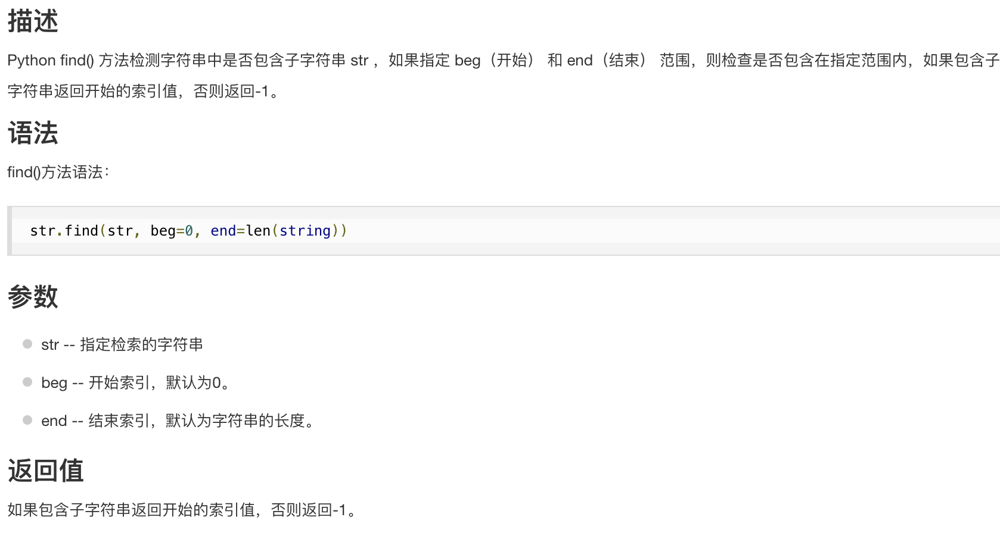 描述
Python find() 方法检测字符串中是否包含子字符串 str ，如果指定 beg（开始） 和 end（结束） 范围，则检查是否包含在指定范围内，如果包含子
字符串返回开始的索引值，否则返回-1。
语法
find()方法语法：
str.find(str, beg=0, end=len(string))
参数
str -- 指定检索的字符串
beg -- 开始索引，默认为0。
end -- 结束索引，默认为字符串的长度。
返回值
如果包含子字符串返回开始的索引值，否则返回-1。